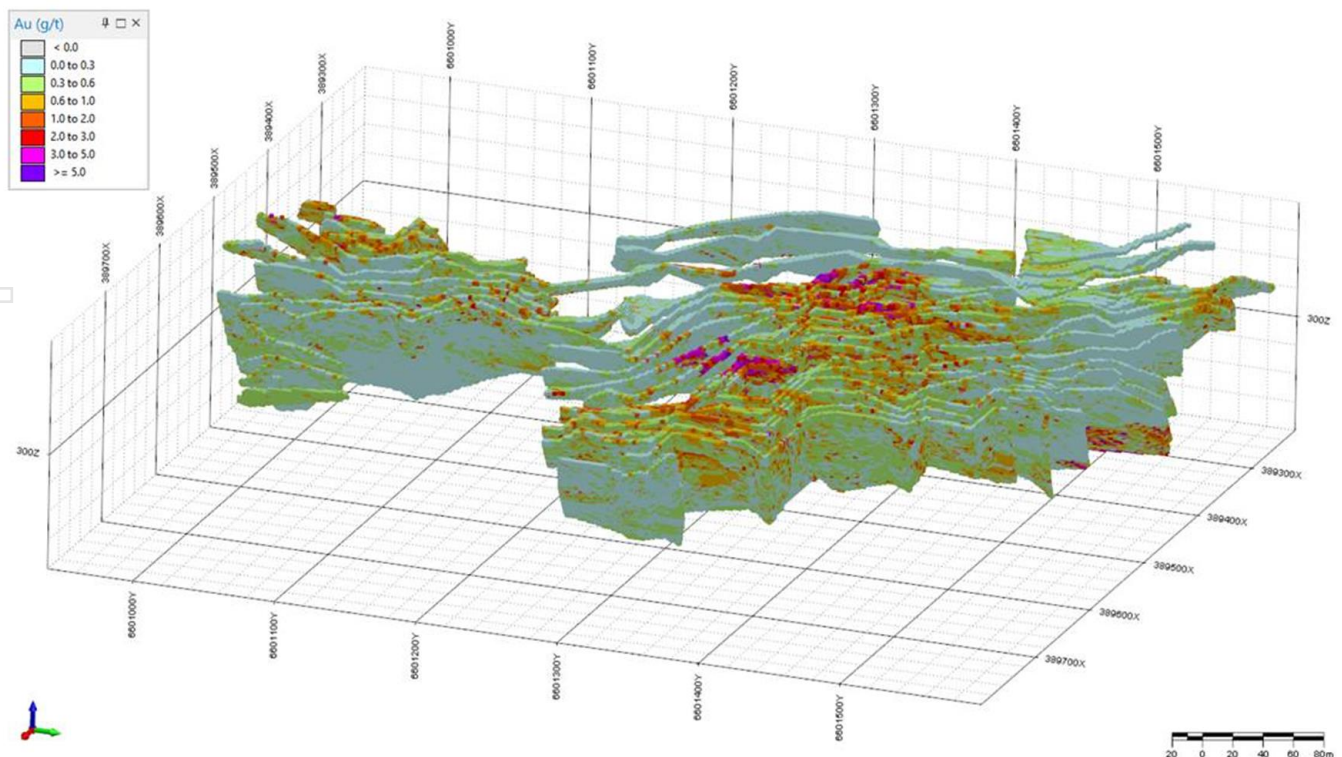 Au (g/t)
< 0.0
0.0 to 0.3
0.3 to 0.6
0.6 to 1.0
1.0 to 2.0
2.0 to 3.0
3.0 to 5.0
>= 5.0
389700X
389600X
389500X
389400X
389300X
6601000Y
6601100Y
6601200Y
6601300Y
6601400Y
6601500Y
300Z
300Z
389300X
389400X
389500X
389600X
389700X
6601000Y
6601100Y
6601200Y
6601300Y
6601400Y
6601500Y
20 0 20 40 60 80m